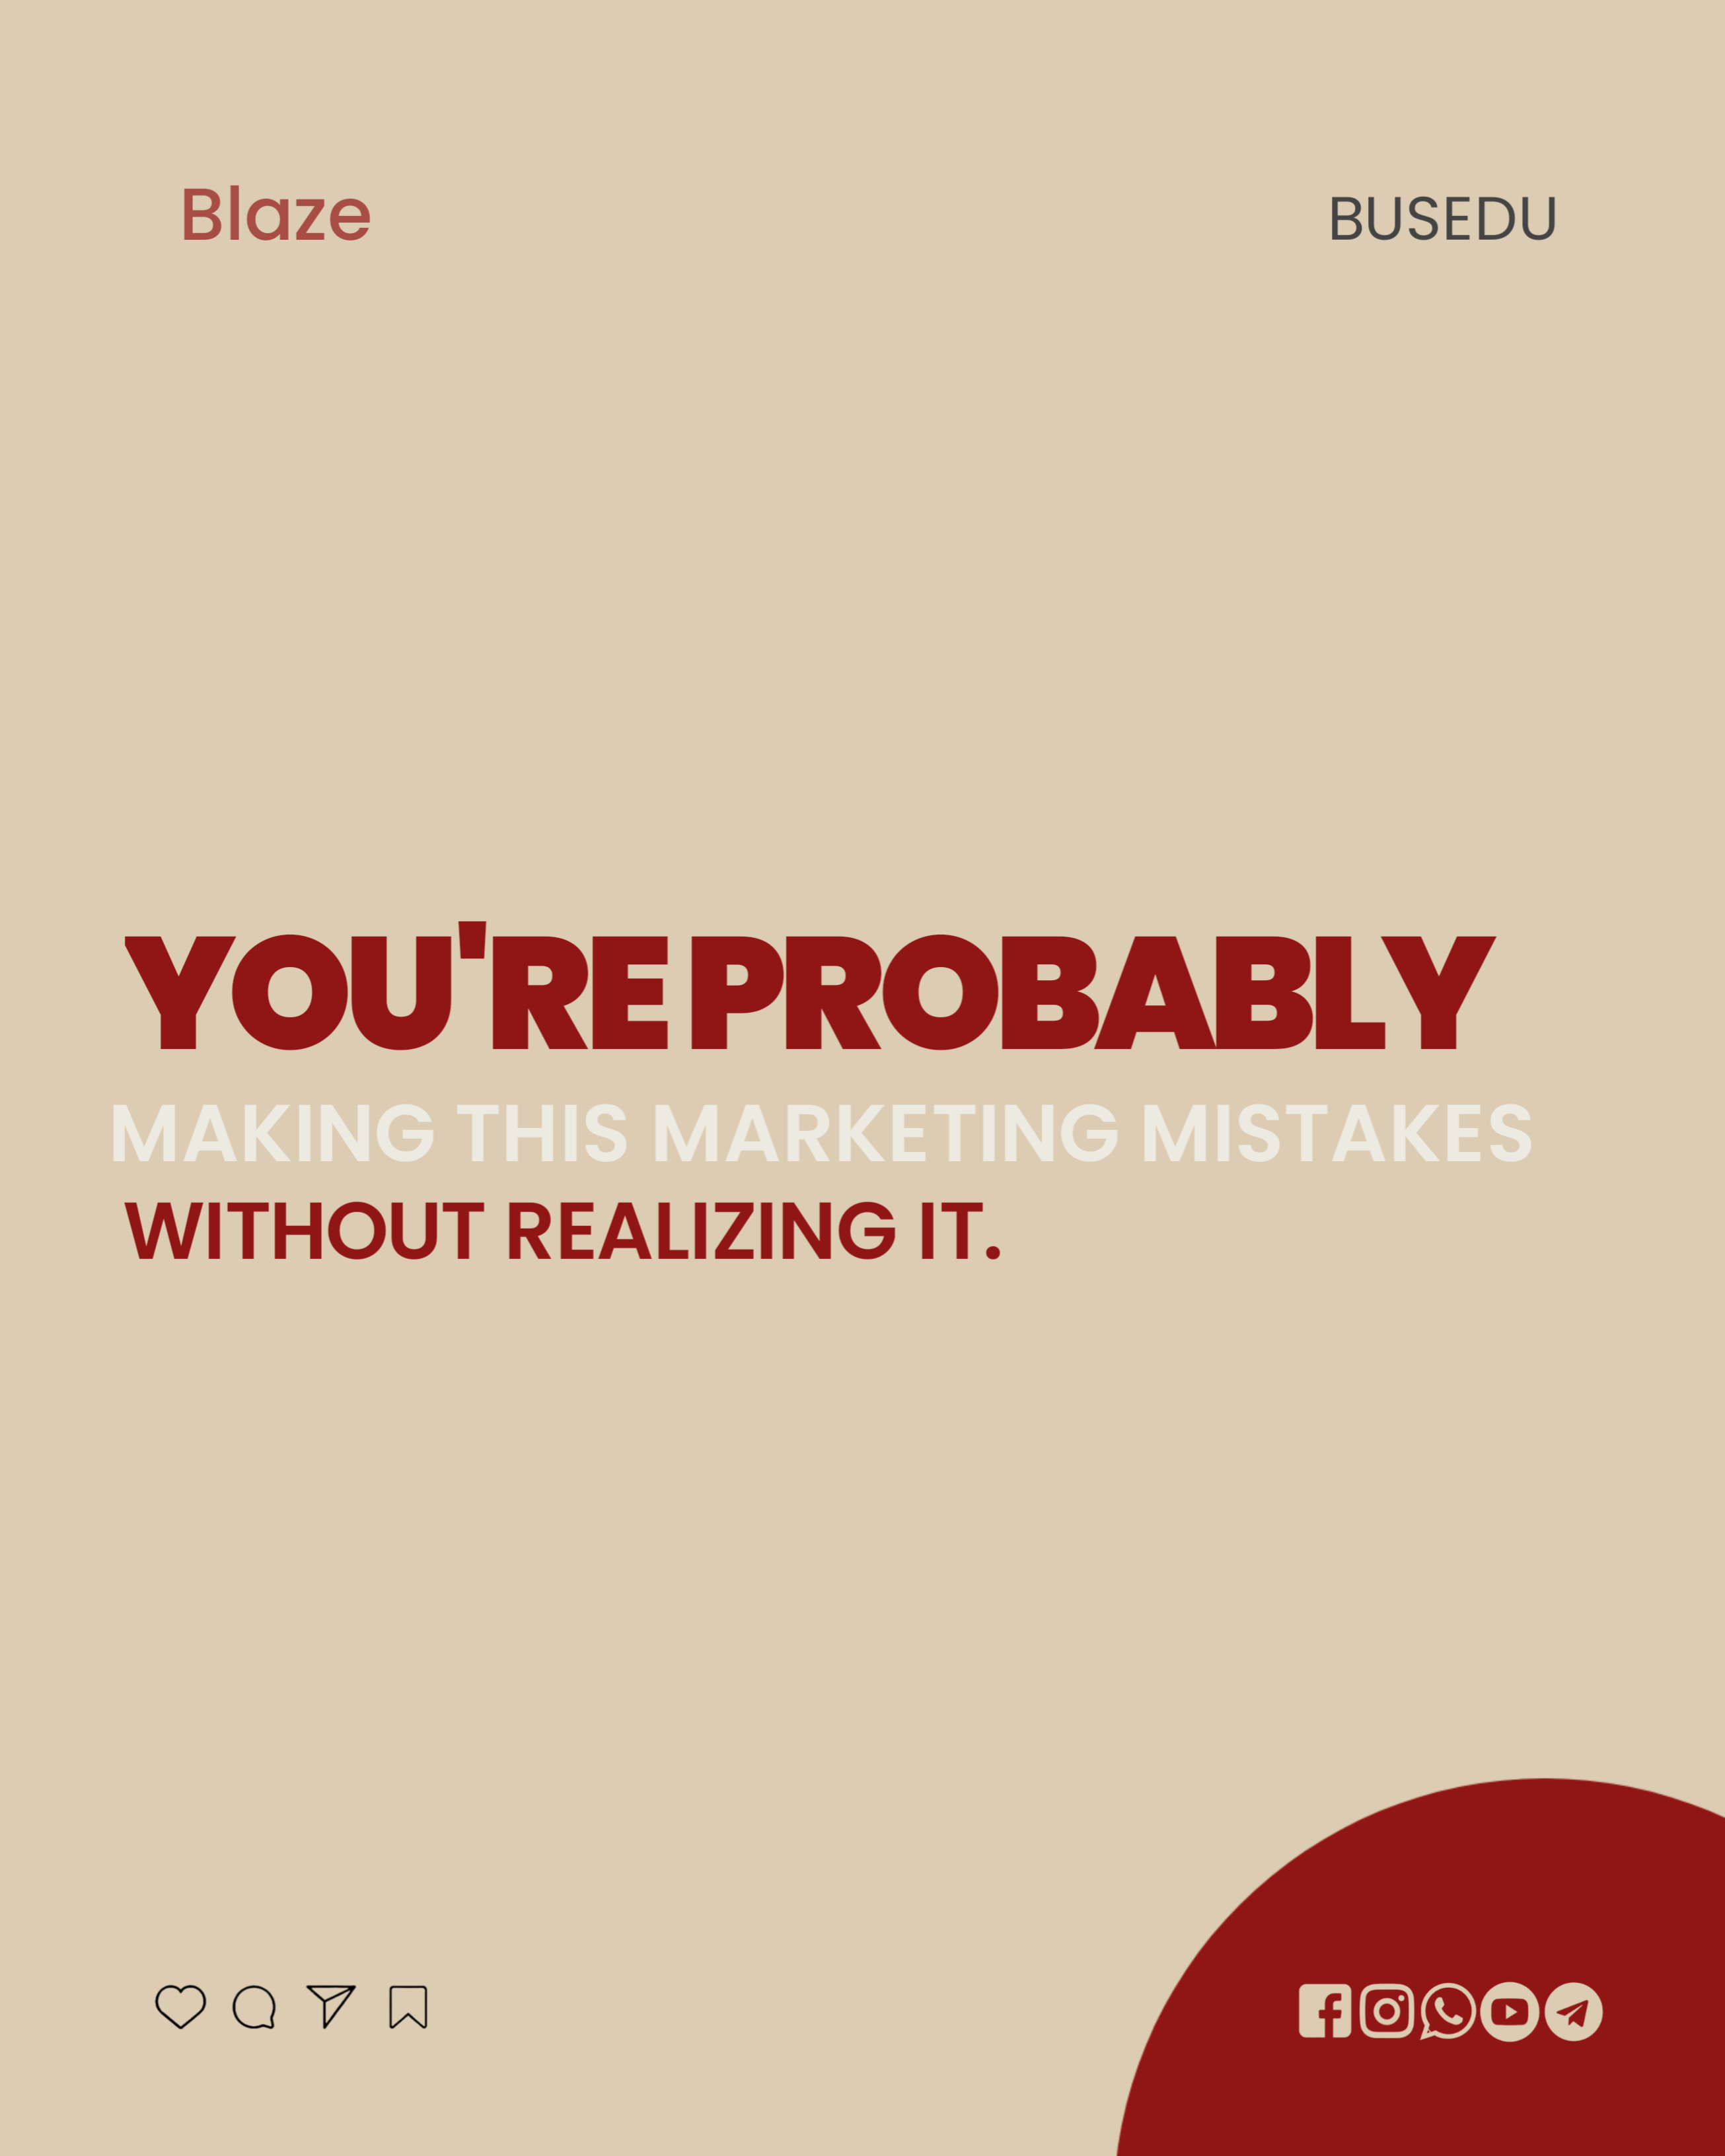 Blaze
BUSEDU
YOU'RE PROBABLY
MAKING THIS MARKETING MISTAKES
WITHOUT REALIZING IT.